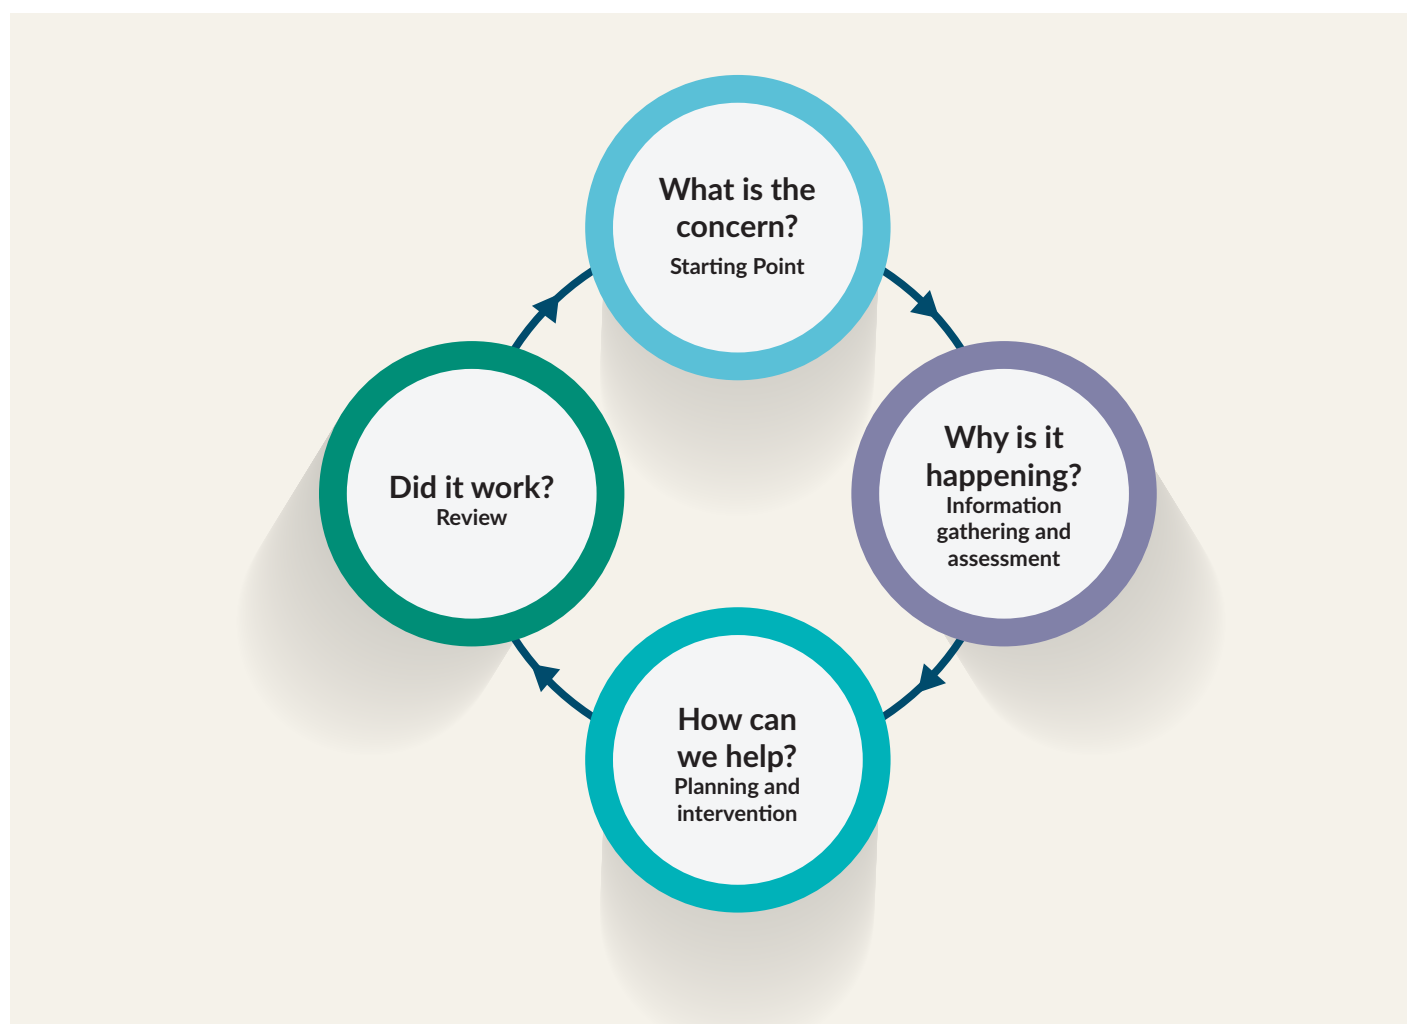 What is the
concern?
Starting Point
Why is it
happening?
Information
gathering and
assessment
How can
we help?
Planning and
intervention
Did it work?
Review